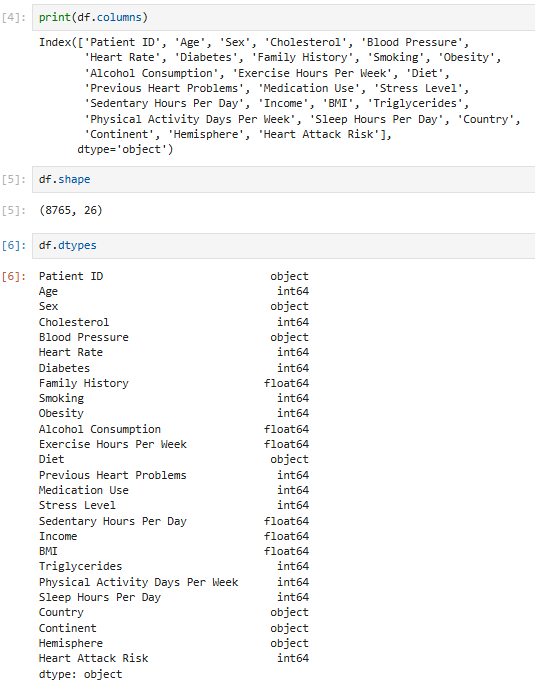 [4]: print(df.columns)
Index(['Patient ID', 'Age', 'Sex', 'Cholesterol', 'Blood Pressure',
'Heart Rate', 'Diabetes', 'Family History', 'Smoking', 'Obesity',
'Alcohol Consumption', 'Exercise Hours Per Week', 'Diet',
'Previous Heart Problems', 'Medication Use', 'Stress Level',
'Sedentary Hours Per Day', 'Income', 'BMI', 'Triglycerides',
'Physical Activity Days Per Week', 'Sleep Hours Per Day', 'Country',
'Continent', 'Hemisphere', 'Heart Attack Risk'],
dtype='object')
[5]: df.shape
[5]: (8765, 26)
[6]: df.dtypes
[6]: Patient ID object
Age int64
Sex object
Cholesterol int64
Blood Pressure object
Heart Rate int64
Diabetes int64
Family History float64
Smoking int64
Obesity int64
Alcohol Consumption float64
Exercise Hours Per Week float64
Diet object
Previous Heart Problems int64
Medication Use int64
Stress Level int64
Sedentary Hours Per Day float64
Income float64
BMI float64
Triglycerides int64
Physical Activity Days Per Week int64
Sleep Hours Per Day int64
Country object
Continent object
Hemisphere object
Heart Attack Risk int64
dtype: object